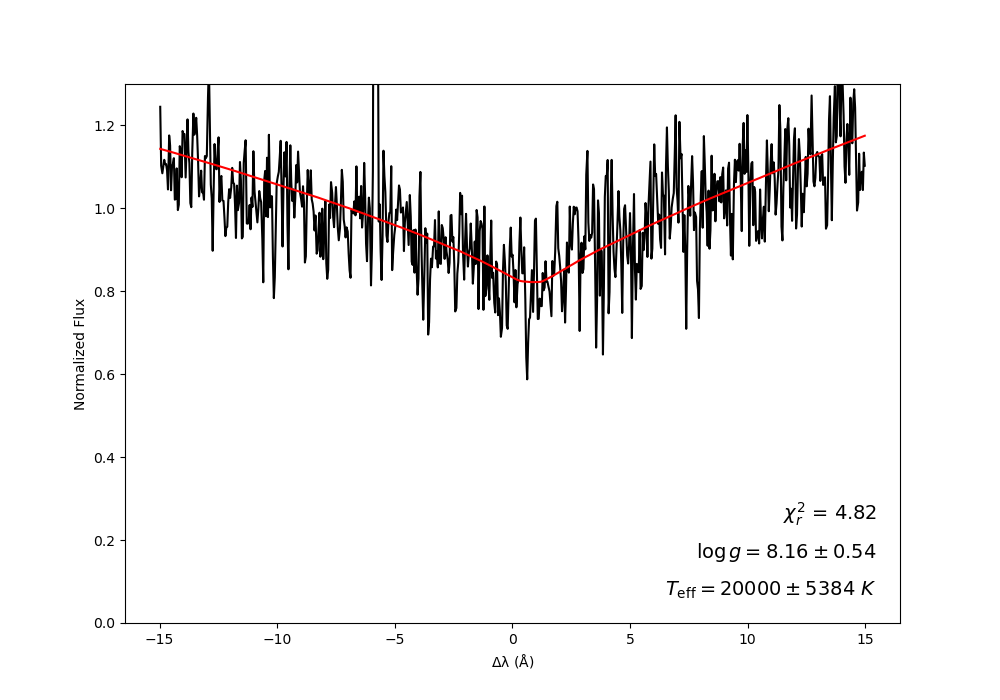 1.2
1.0
0.8
0.6
0.4
0.2
0.0
Normalized Flux
χ²ᵣ = 4.82
log g = 8.16 ± 0.54
T_eff = 20000 ± 5384 K
−15 −10 −5 0 5 10 15
Δλ (Å)